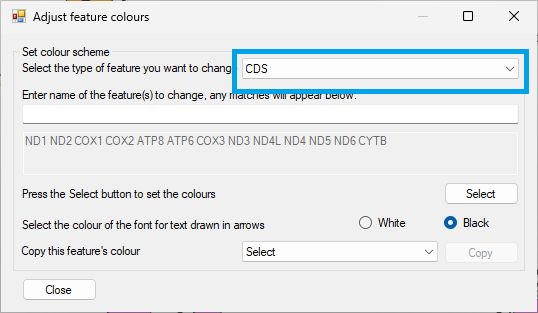 Adjust feature colours
Set colour scheme
Select the type of feature you want to chang CDS
Enter name of the feature(s) to change, any matches will appear below:
ND1 ND2 COX1 COX2 ATP8 ATP6 COX3 ND3 ND4L ND4 ND5 ND6 CYTB
Press the Select button to set the colours Select
Select the colour of the font for text drawn in arrows White Black
Copy this feature's colour Select Copy
Close